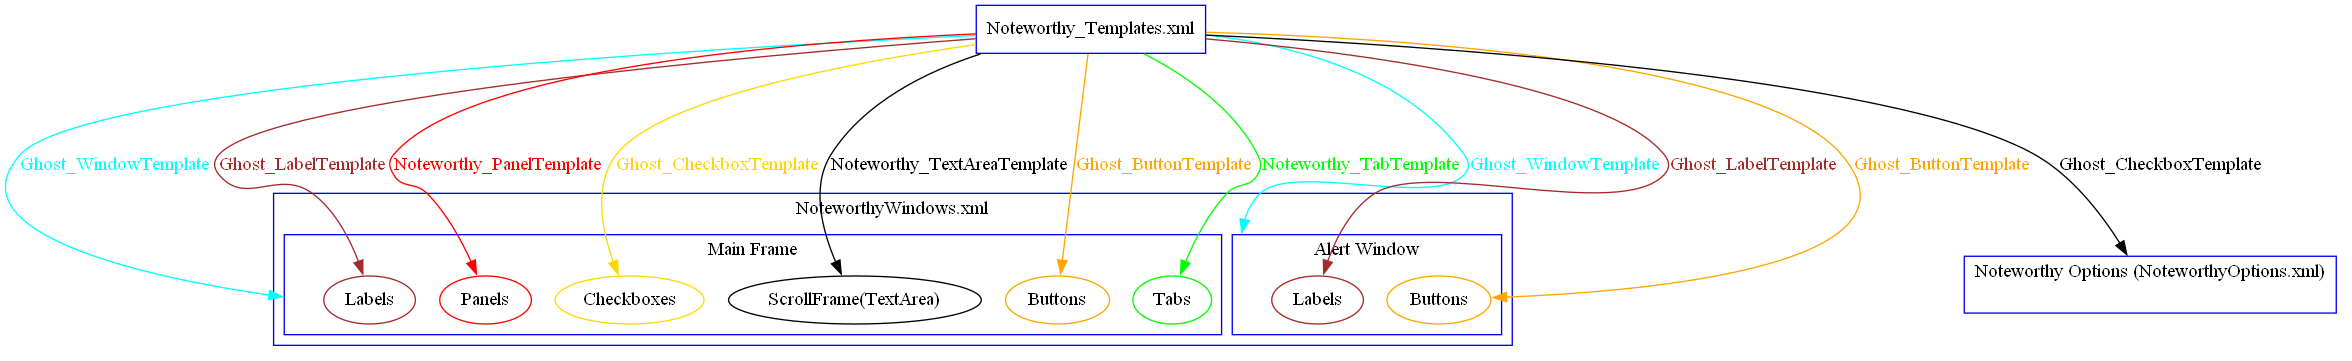 Noteworthy_Templates.xml
Ghost_WindowTemplate
Ghost_LabelTemplate
Noteworthy_PanelTemplate
Ghost_CheckboxTemplate
Noteworthy_TextAreaTemplate
Ghost_ButtonTemplate
Noteworthy_TabTemplate
Ghost_WindowTemplate
Ghost_LabelTemplate
Ghost_ButtonTemplate
Ghost_CheckboxTemplate
NoteworthyWindows.xml
Main Frame
Alert Window
Noteworthy Options (NoteworthyOptions.xml)
Labels
Panels
Checkboxes
ScrollFrame(TextArea)
Buttons
Tabs
Labels
Buttons